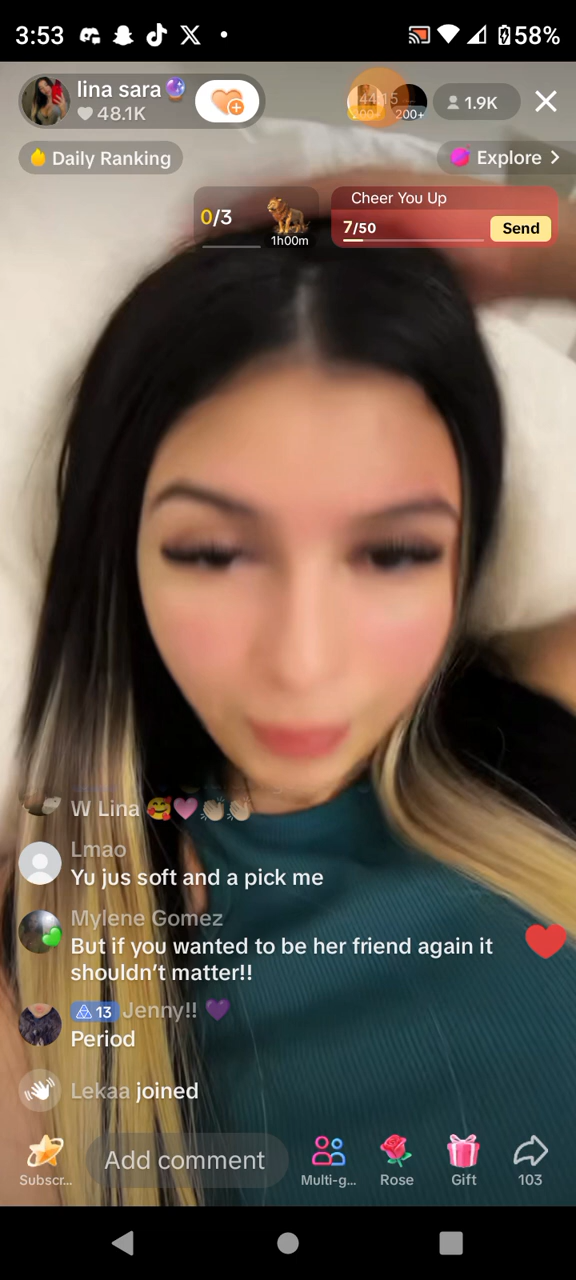 3:53
58%
lina sara
48.1K
200+
1.9K
Daily Ranking
Explore
0/3
1h00m
Cheer You Up
7/50
Send
W Lina 🥰🩷👏🏻👏🏻
Lmao
Yu jus soft and a pick me
Mylene Gomez
But if you wanted to be her friend again it
shouldn't matter!!
13 Jenny!! 💜
Period
Lekaa joined
Add comment
Subscr...
Multi-g...
Rose
Gift
103